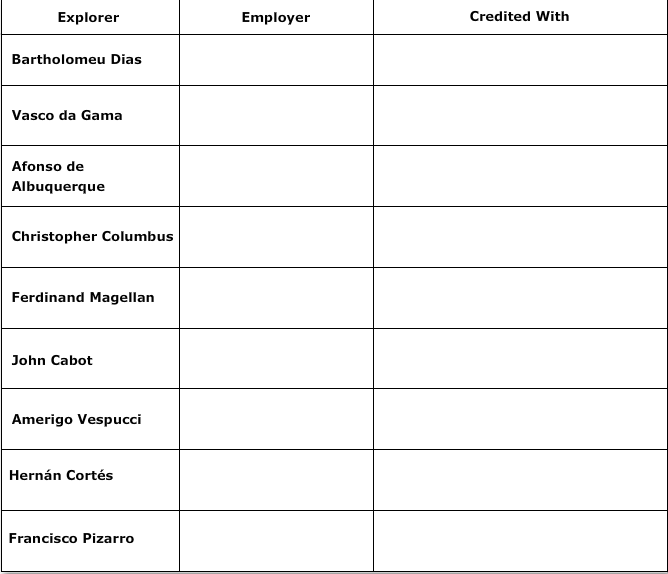 Explorer Employer Credited With
Bartholomeu Dias
Vasco da Gama
Afonso de
Albuquerque
Christopher Columbus
Ferdinand Magellan
John Cabot
Amerigo Vespucci
Hernán Cortés
Francisco Pizarro